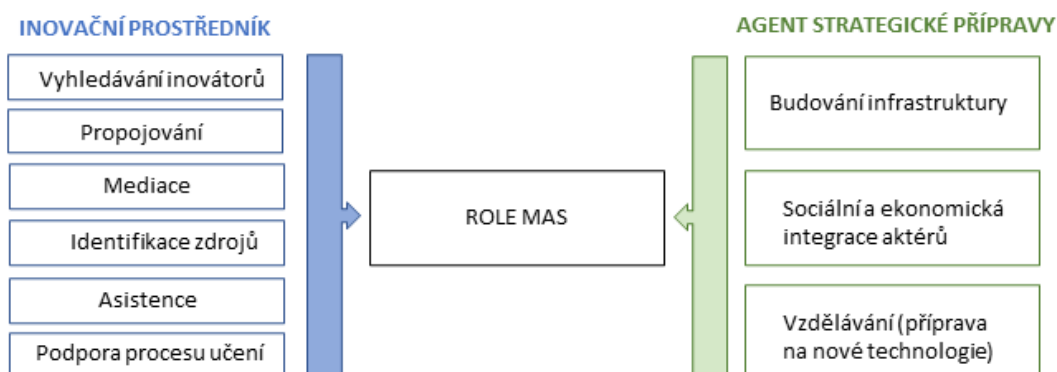 INOVAČNÍ PROSTŘEDNÍK
Vyhledávání inovátorů
Propojování
Mediace
Identifikace zdrojů
Asistence
Podpora procesu učení
ROLE MAS
AGENT STRATEGICKÉ PŘÍPRAVY
Budování infrastruktury
Sociální a ekonomická
integrace aktérů
Vzdělávání (příprava
na nové technologie)